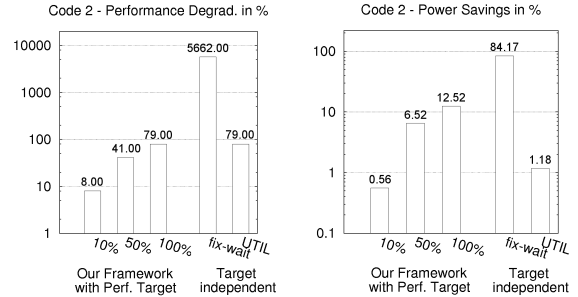 Code 2 - Performance Degrad. in %
10000
1000
100
10
1
8.00
41.00
79.00
5662.00
79.00
10%
50%
100%
fix-wait
UTIL
Our Framework
with Perf. Target
Target
independent
Code 2 - Power Savings in %
100
10
1
0.1
0.56
6.52
12.52
84.17
1.18
10%
50%
100%
fix-wait
UTIL
Our Framework
with Perf. Target
Target
independent